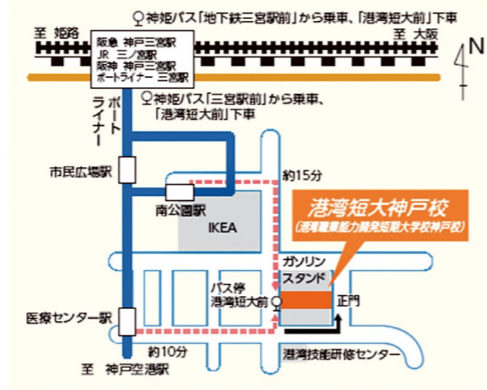 神姫バス「地下鉄三宮駅前」から乗車、「港湾短大前」下車
至 姫路
至 大阪
阪急 神戸三宮駅
JR 三ノ宮駅
阪神 神戸三宮駅
ポートライナー 三宮駅
N
神姫バス「三宮駅前」から乗車、
「港湾短大前」下車
ポートライナー
市民広場駅
約15分
南公園駅
IKEA
港湾短大神戸校
(港湾職業能力開発短期大学校神戸校)
ガソリン
スタンド
バス停
港湾短大前
正門
医療センター駅
約10分
港湾技能研修センター
至 神戸空港駅